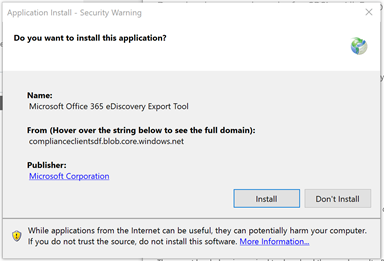 Application Install - Security Warning
Do you want to install this application?
Name:
Microsoft Office 365 eDiscovery Export Tool
From (Hover over the string below to see the full domain):
complianceclientsdf.blob.core.windows.net
Publisher:
Microsoft Corporation
Install
Don't Install
While applications from the Internet can be useful, they can potentially harm your computer.
If you do not trust the source, do not install this software. More Information...